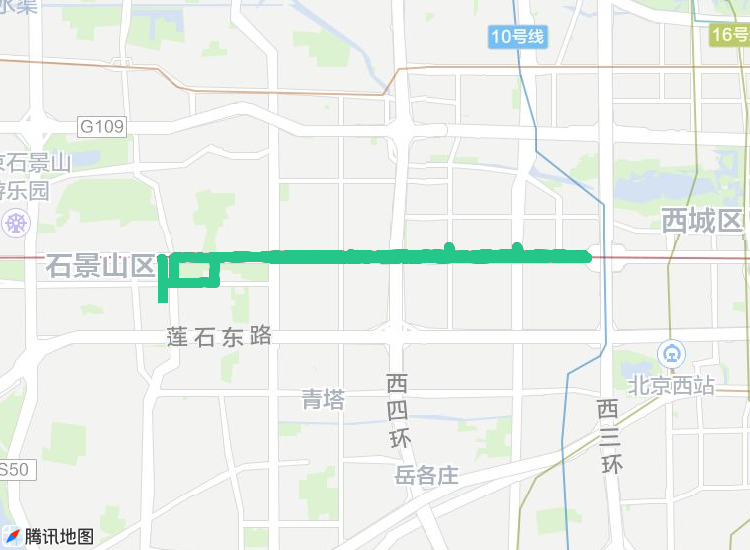 水渠
10号线
16号
G109
京石景山
游乐园
西城区
石景山区
莲石东路
北京西站
青塔
西四环
西三环
岳各庄
S50
腾讯地图